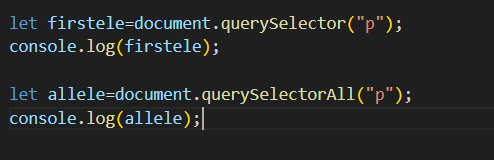 let firstele=document.querySelector("p");
console.log(firstele);
let allele=document.querySelectorAll("p");
console.log(allele);